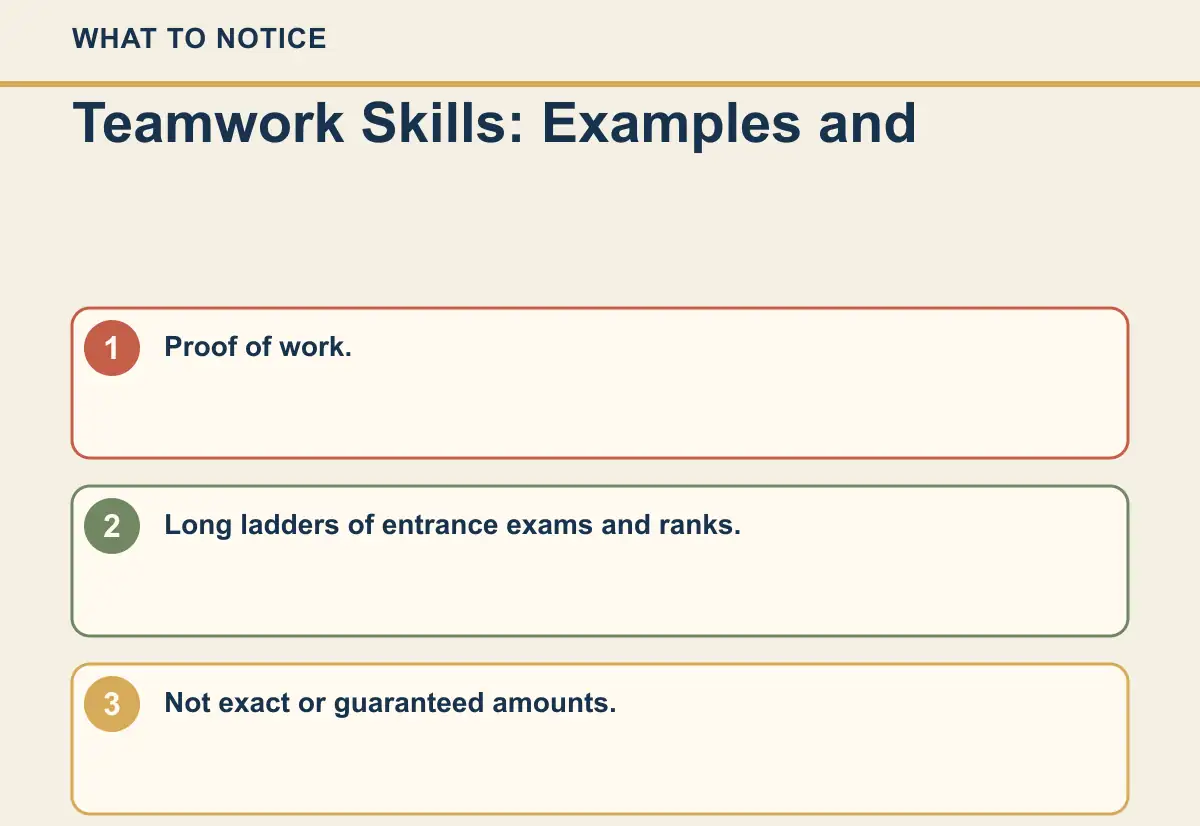 WHAT TO NOTICE
Teamwork Skills: Examples and
1
Proof of work.
2
Long ladders of entrance exams and ranks.
3
Not exact or guaranteed amounts.